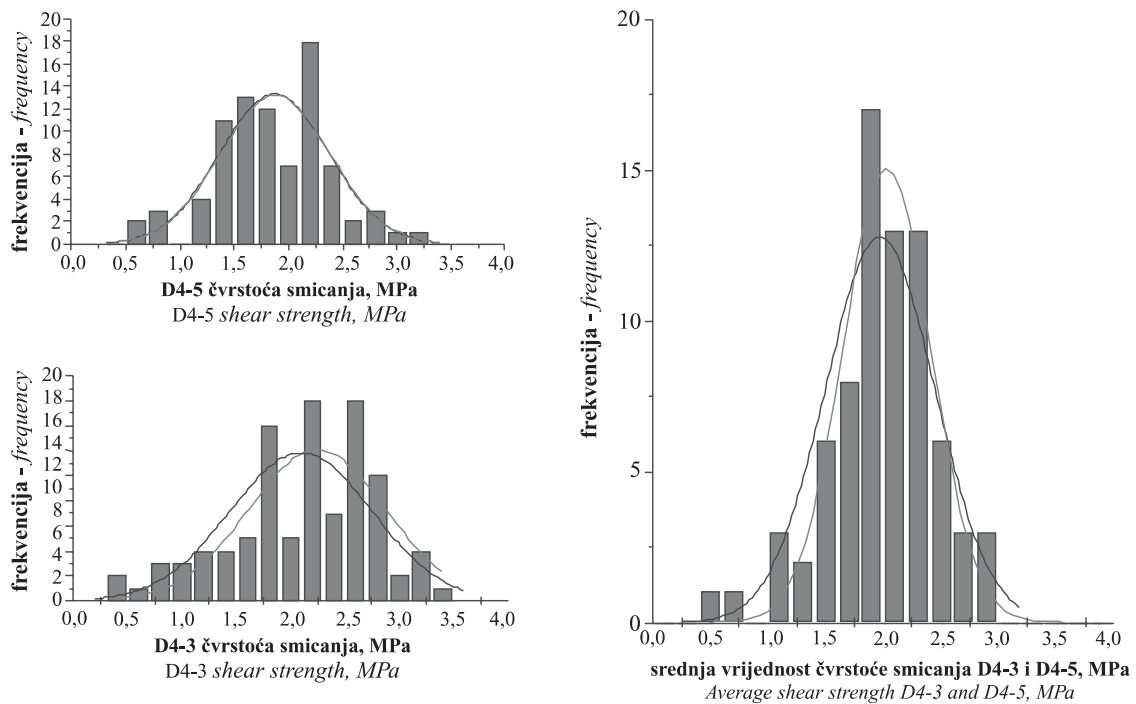 20
18
16
14
12
10
8
6
4
2
0
frekvencija - frequency
0,0 0,5 1,0 1,5 2,0 2,5 3,0 3,5 4,0
D4-5 čvrstoća smicanja, MPa
D4-5 shear strength, MPa
20
18
16
14
12
10
8
6
4
2
0
frekvencija - frequency
0,0 0,5 1,0 1,5 2,0 2,5 3,0 3,5 4,0
D4-3 čvrstoća smicanja, MPa
D4-3 shear strength, MPa
20
15
10
5
0
frekvencija - frequency
0,0 0,5 1,0 1,5 2,0 2,5 3,0 4,0
srednja vrijednost čvrstoće smicanja D4-3 i D4-5, MPa
Average shear strength D4-3 and D4-5, MPa